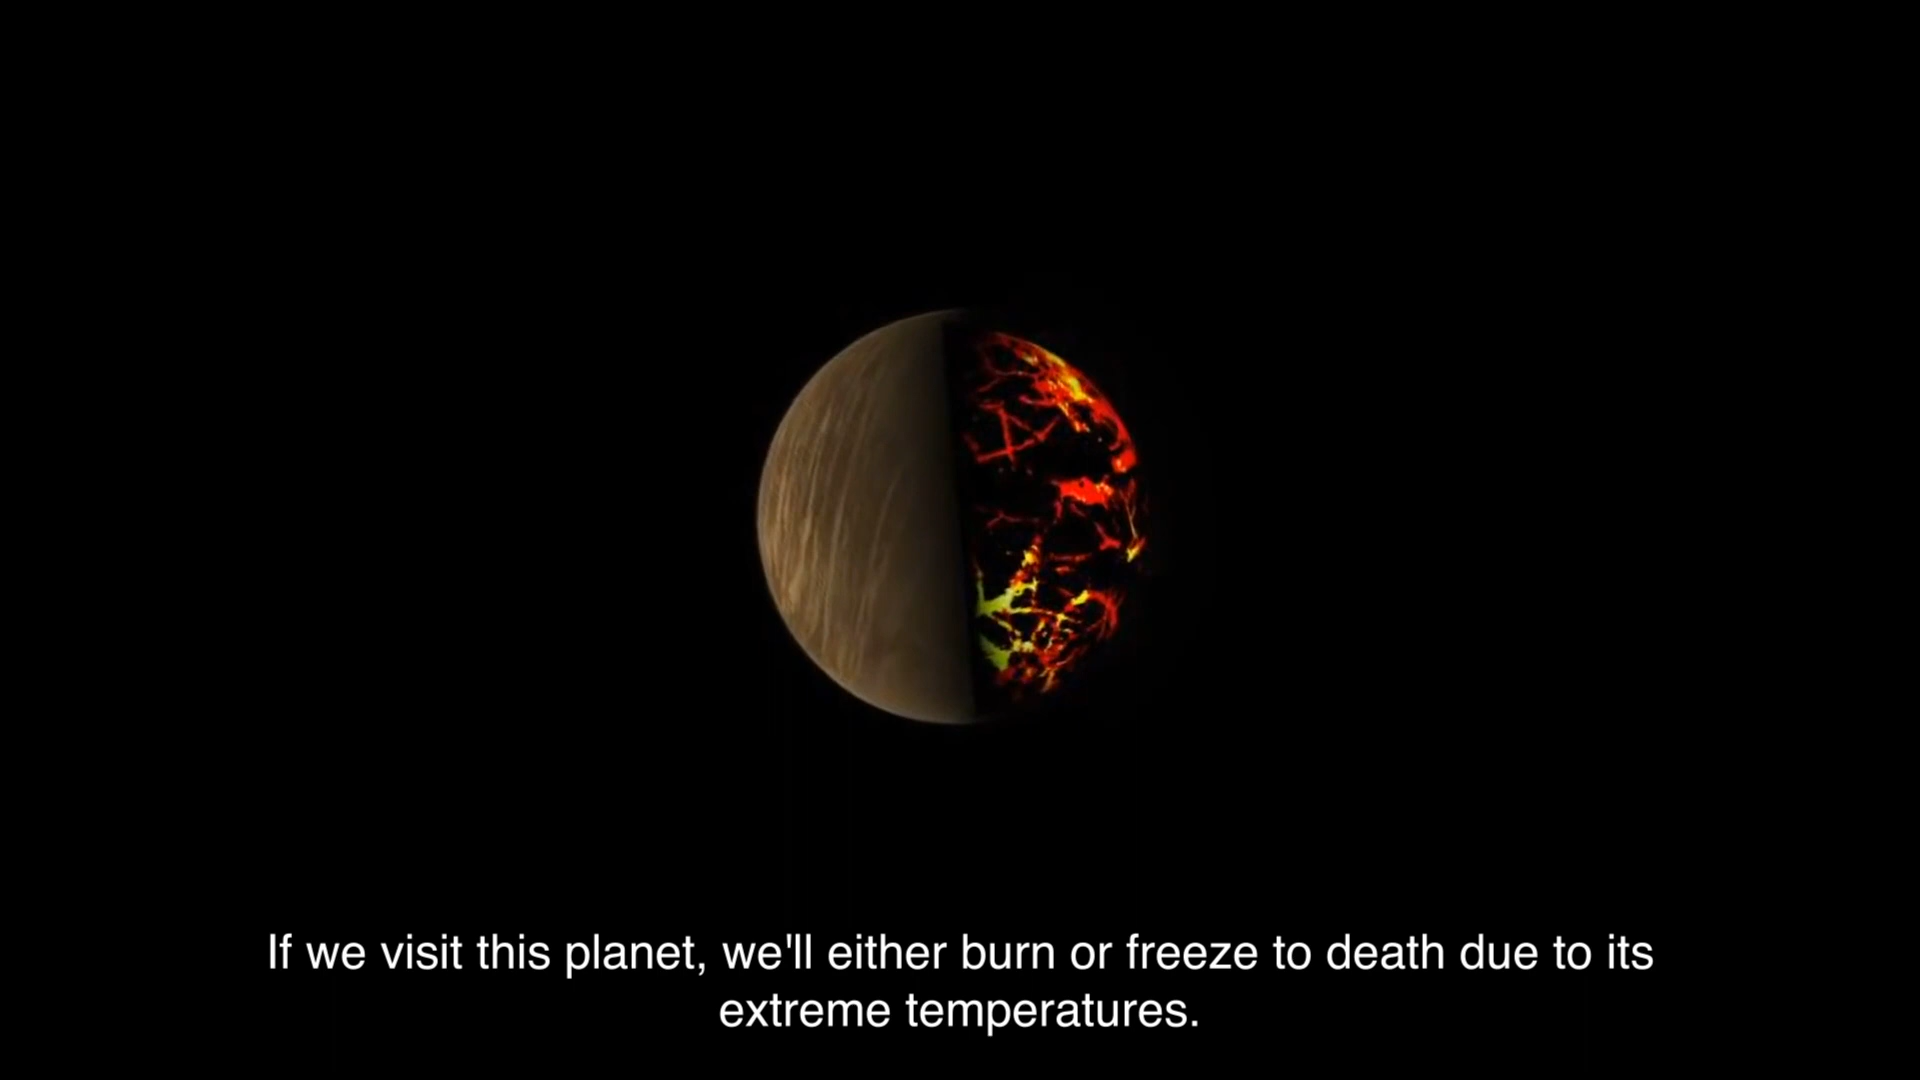 If we visit this planet, we'll either burn or freeze to death due to its
extreme temperatures.